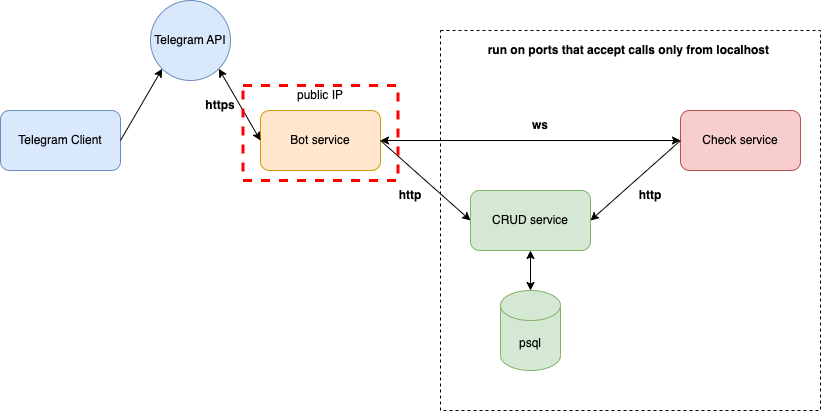 Telegram API
run on ports that accept calls only from localhost
https
public IP
Telegram Client
Bot service
ws
Check service
http
http
CRUD service
psql